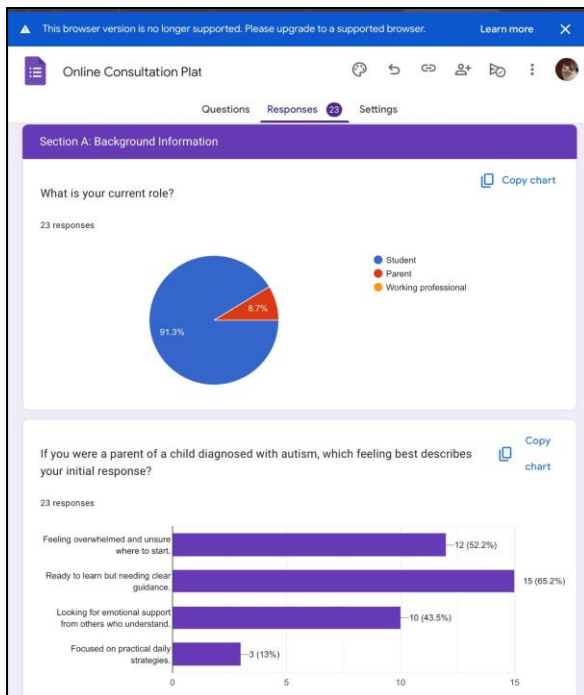 This browser version is no longer supported. Please upgrade to a supported browser. Learn more
Online Consultation Plat
Questions Responses 23 Settings
Section A: Background Information
What is your current role?
Copy chart
23 responses
Student
Parent
Working professional
8.7%
91.3%
If you were a parent of a child diagnosed with autism, which feeling best describes
your initial response?
Copy
chart
23 responses
Feeling overwhelmed and unsure
where to start.
12 (52.2%)
Ready to learn but needing clear
guidance.
15 (65.2%)
Looking for emotional support
from others who understand.
10 (43.5%)
Focused on practical daily
strategies.
3 (13%)
0 5 10 15